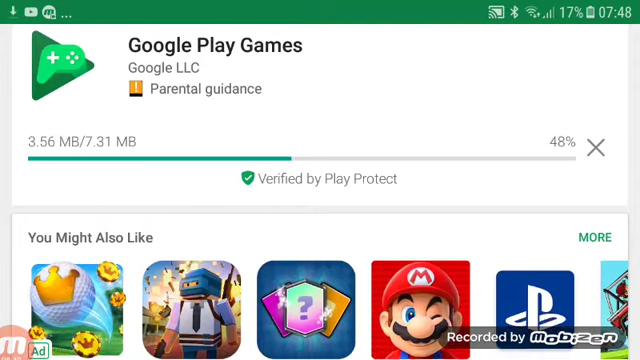 ... 17% 07:48
Google Play Games
Google LLC
! Parental guidance
3.56 MB/7.31 MB 48%
Verified by Play Protect
You Might Also Like MORE
?
M
Ad
Recorded by mobizen